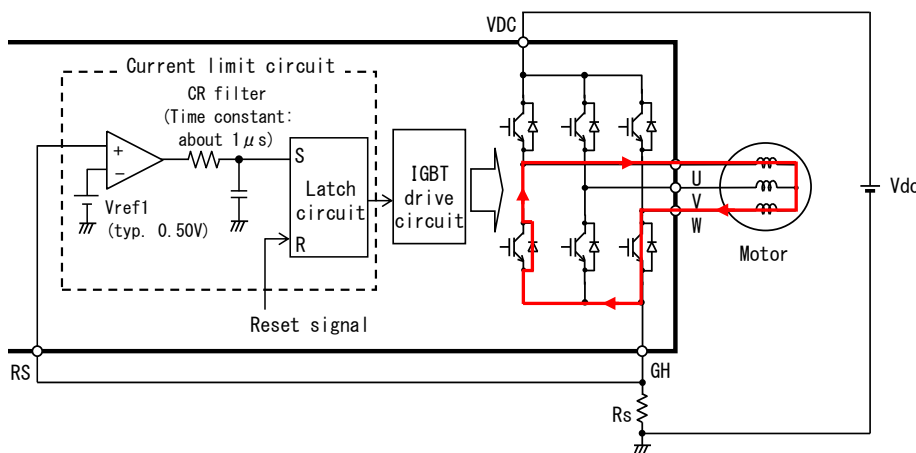 VDC
Current limit circuit
CR filter
(Time constant:
about 1μs)
+
−
S
Latch
circuit
R
IGBT
drive
circuit
Vref1
(typ. 0.50V)
Reset signal
U
V
W
Motor
Vdc
RS
GH
Rs